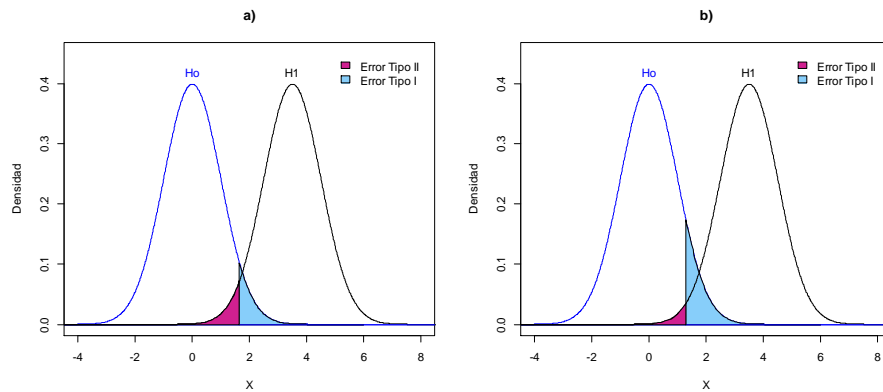 a)
Ho
H1
Error Tipo II
Error Tipo I
Densidad
0.0
0.1
0.2
0.3
0.4
-4
-2
0
2
4
6
8
X
b)
Ho
H1
Error Tipo II
Error Tipo I
Densidad
0.0
0.1
0.2
0.3
0.4
-4
-2
0
2
4
6
8
X